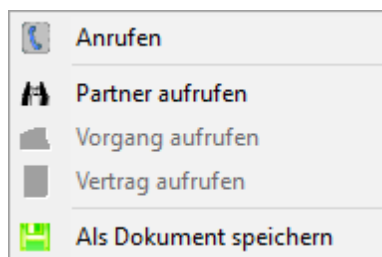 Anrufen
Partner aufrufen
Vorgang aufrufen
Vertrag aufrufen
Als Dokument speichern